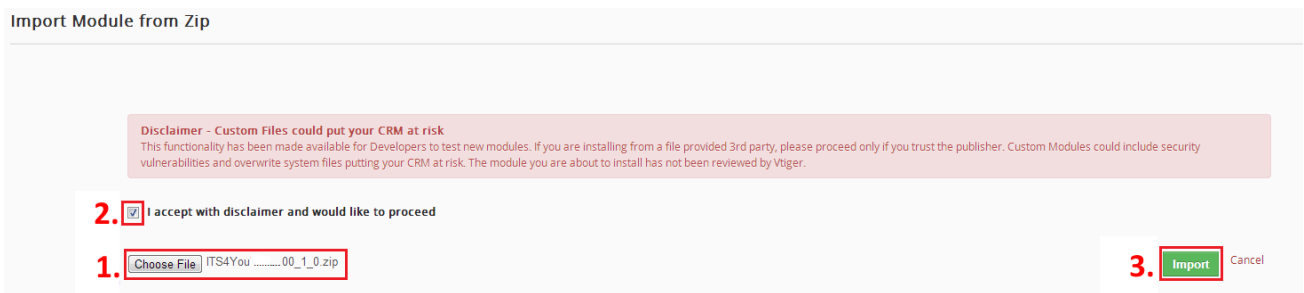 Import Module from Zip
Disclaimer - Custom Files could put your CRM at risk
This functionality has been made available for Developers to test new modules. If you are installing from a file provided 3rd party, please proceed only if you trust the publisher. Custom Modules could include security
vulnerabilities and overwrite system files putting your CRM at risk. The module you are about to install has not been reviewed by Vtiger.
2. I accept with disclaimer and would like to proceed
1. Choose File ITS4You ..........00_1_0.zip
3. Import Cancel